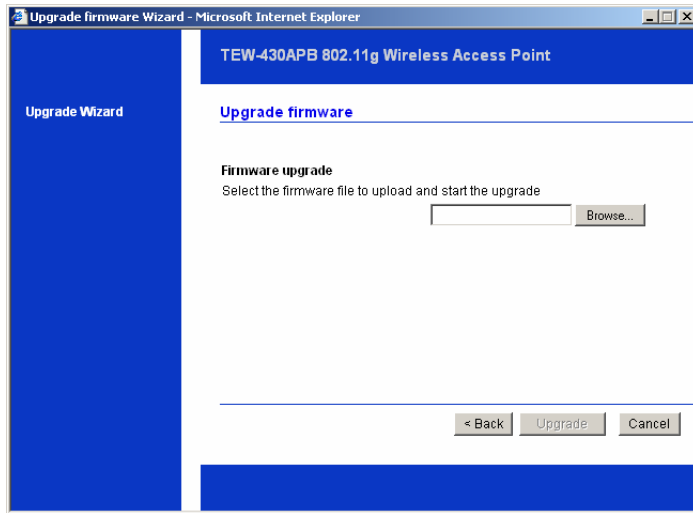 Upgrade firmware Wizard - Microsoft Internet Explorer
TEW-430APB 802.11g Wireless Access Point
Upgrade Wizard
Upgrade firmware
Firmware upgrade
Select the firmware file to upload and start the upgrade
Browse...
< Back
Upgrade
Cancel